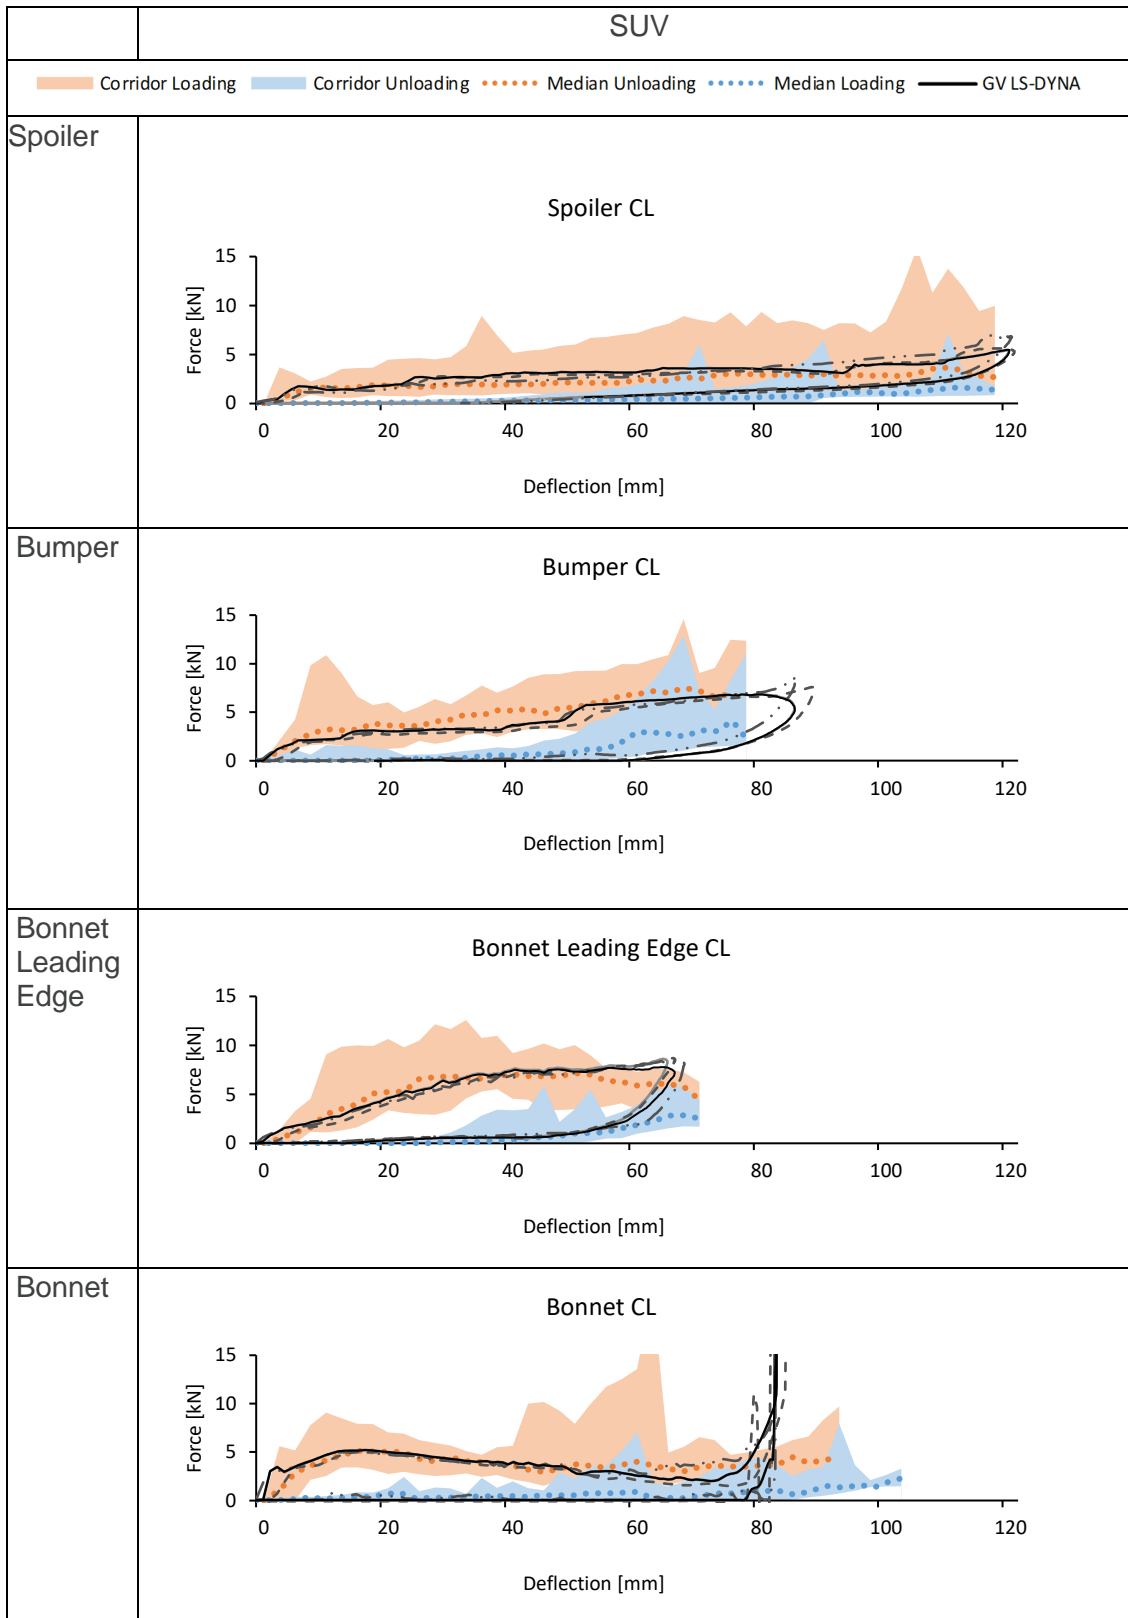 SUV
Corridor Loading Corridor Unloading Median Unloading Median Loading GV LS-DYNA
Spoiler
Spoiler CL
15
10
5
0
Force [kN]
0 20 40 60 80 100 120
Deflection [mm]
Bumper
Bumper CL
15
10
5
0
Force [kN]
0 20 40 60 80 100 120
Deflection [mm]
Bonnet
Leading
Edge
Bonnet Leading Edge CL
15
10
5
0
Force [kN]
0 20 40 60 80 100 120
Deflection [mm]
Bonnet
Bonnet CL
15
10
5
0
Force [kN]
0 20 40 60 80 100 120
Deflection [mm]